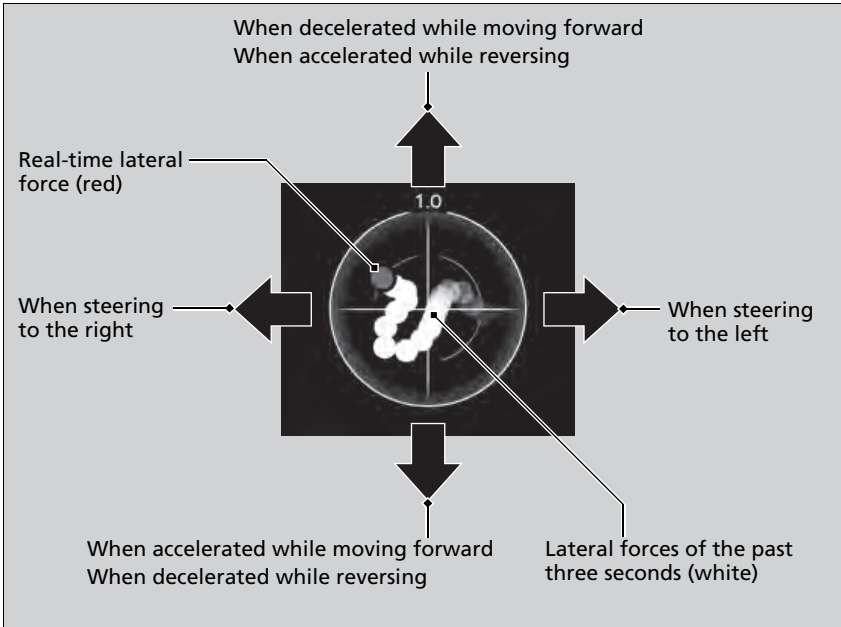 When decelerated while moving forward
When accelerated while reversing
Real-time lateral
force (red)
1.0
When steering
to the right
When steering
to the left
When accelerated while moving forward
When decelerated while reversing
Lateral forces of the past
three seconds (white)